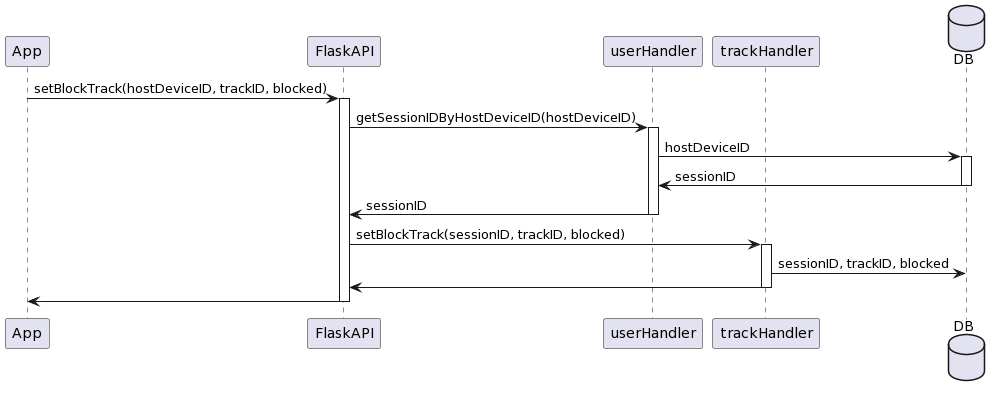 DB
App
FlaskAPI
userHandler
trackHandler
setBlockTrack(hostDeviceID, trackID, blocked)
getSessionIDByHostDeviceID(hostDeviceID)
hostDeviceID
sessionID
sessionID
setBlockTrack(sessionID, trackID, blocked)
sessionID, trackID, blocked
App
FlaskAPI
userHandler
trackHandler
DB